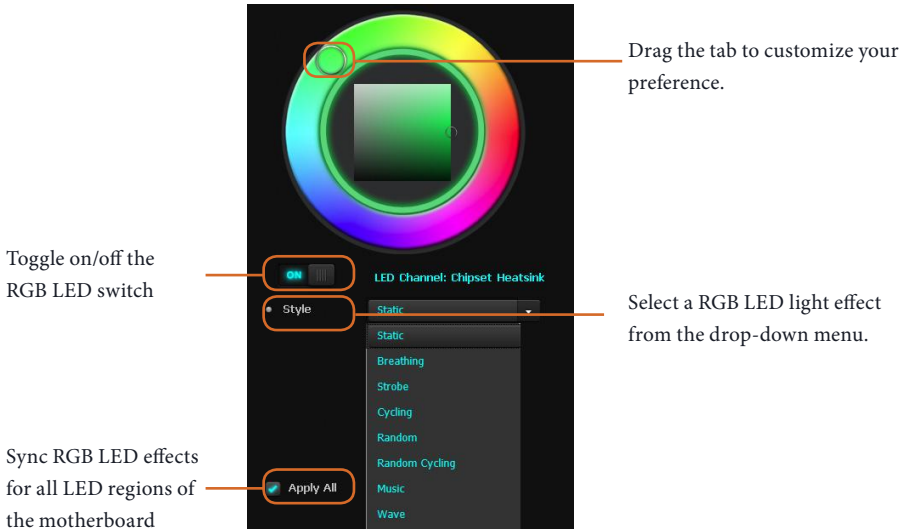 Drag the tab to customize your
preference.
Toggle on/off the
RGB LED switch
ON
LED Channel: Chipset Heatsink
Style
Static
Select a RGB LED light effect
from the drop-down menu.
Static
Breathing
Strobe
Cycling
Random
Random Cycling
Music
Wave
Sync RGB LED effects
for all LED regions of
the motherboard
Apply All